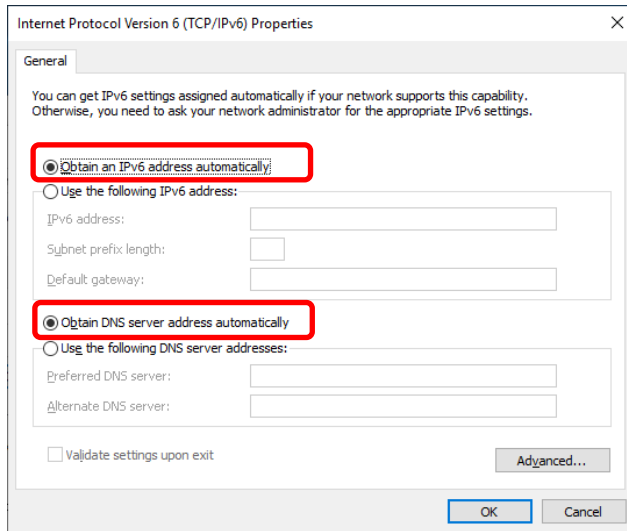 Internet Protocol Version 6 (TCP/IPv6) Properties
General
You can get IPv6 settings assigned automatically if your network supports this capability.
Otherwise, you need to ask your network administrator for the appropriate IPv6 settings.
Obtain an IPv6 address automatically
Use the following IPv6 address:
IPv6 address:
Subnet prefix length:
Default gateway:
Obtain DNS server address automatically
Use the following DNS server addresses:
Preferred DNS server:
Alternate DNS server:
Validate settings upon exit
Advanced...
OK Cancel